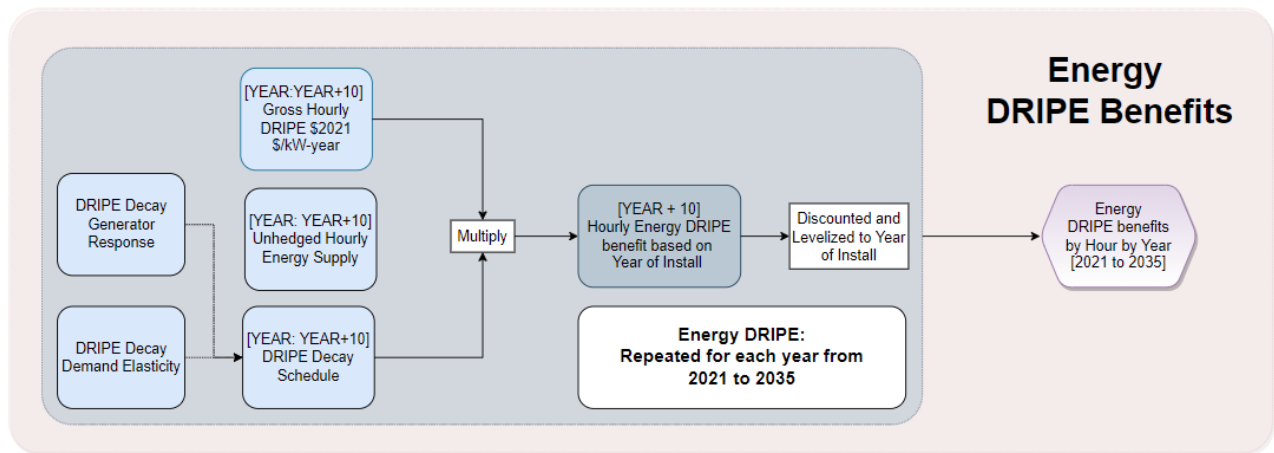 Energy
DRIPE Benefits
[YEAR:YEAR+10]
Gross Hourly
DRIPE $2021
$/kW-year
DRIPE Decay
Generator
Response
[YEAR: YEAR+10]
Unhedged Hourly
Energy Supply
Multiply
[YEAR + 10]
Hourly Energy DRIPE
benefit based on
Year of Install
Discounted and
Levelized to Year
of Install
Energy
DRIPE benefits
by Hour by Year
[2021 to 2035]
DRIPE Decay
Demand Elasticity
[YEAR: YEAR+10]
DRIPE Decay
Schedule
Energy DRIPE:
Repeated for each year from
2021 to 2035